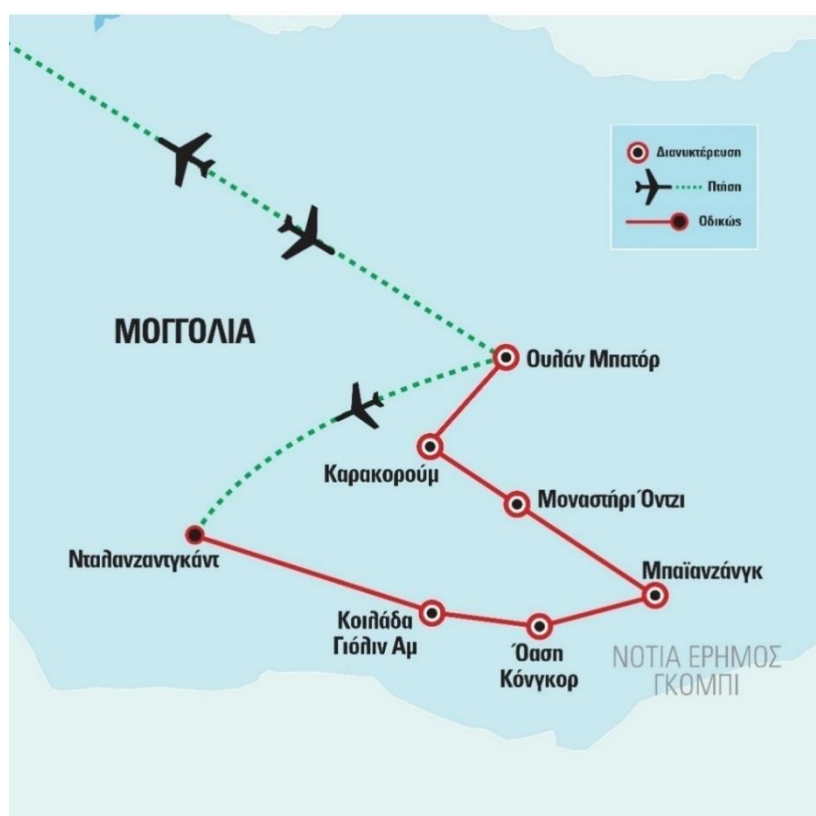 Διανυκτέρευση
Πτήση
Οδικώς
ΜΟΓΓΟΛΙΑ
Ουλάν Μπατόρ
Καρακορούμ
Μοναστήρι Όντζι
Νταλανζαντγκάντ
Μπαϊανζάνγκ
Κοιλάδα
Γιόλιν Αμ
Όαση
Κόνγκορ
ΝΟΤΙΑ ΕΡΗΜΟΣ
ΓΚΟΜΠΙ